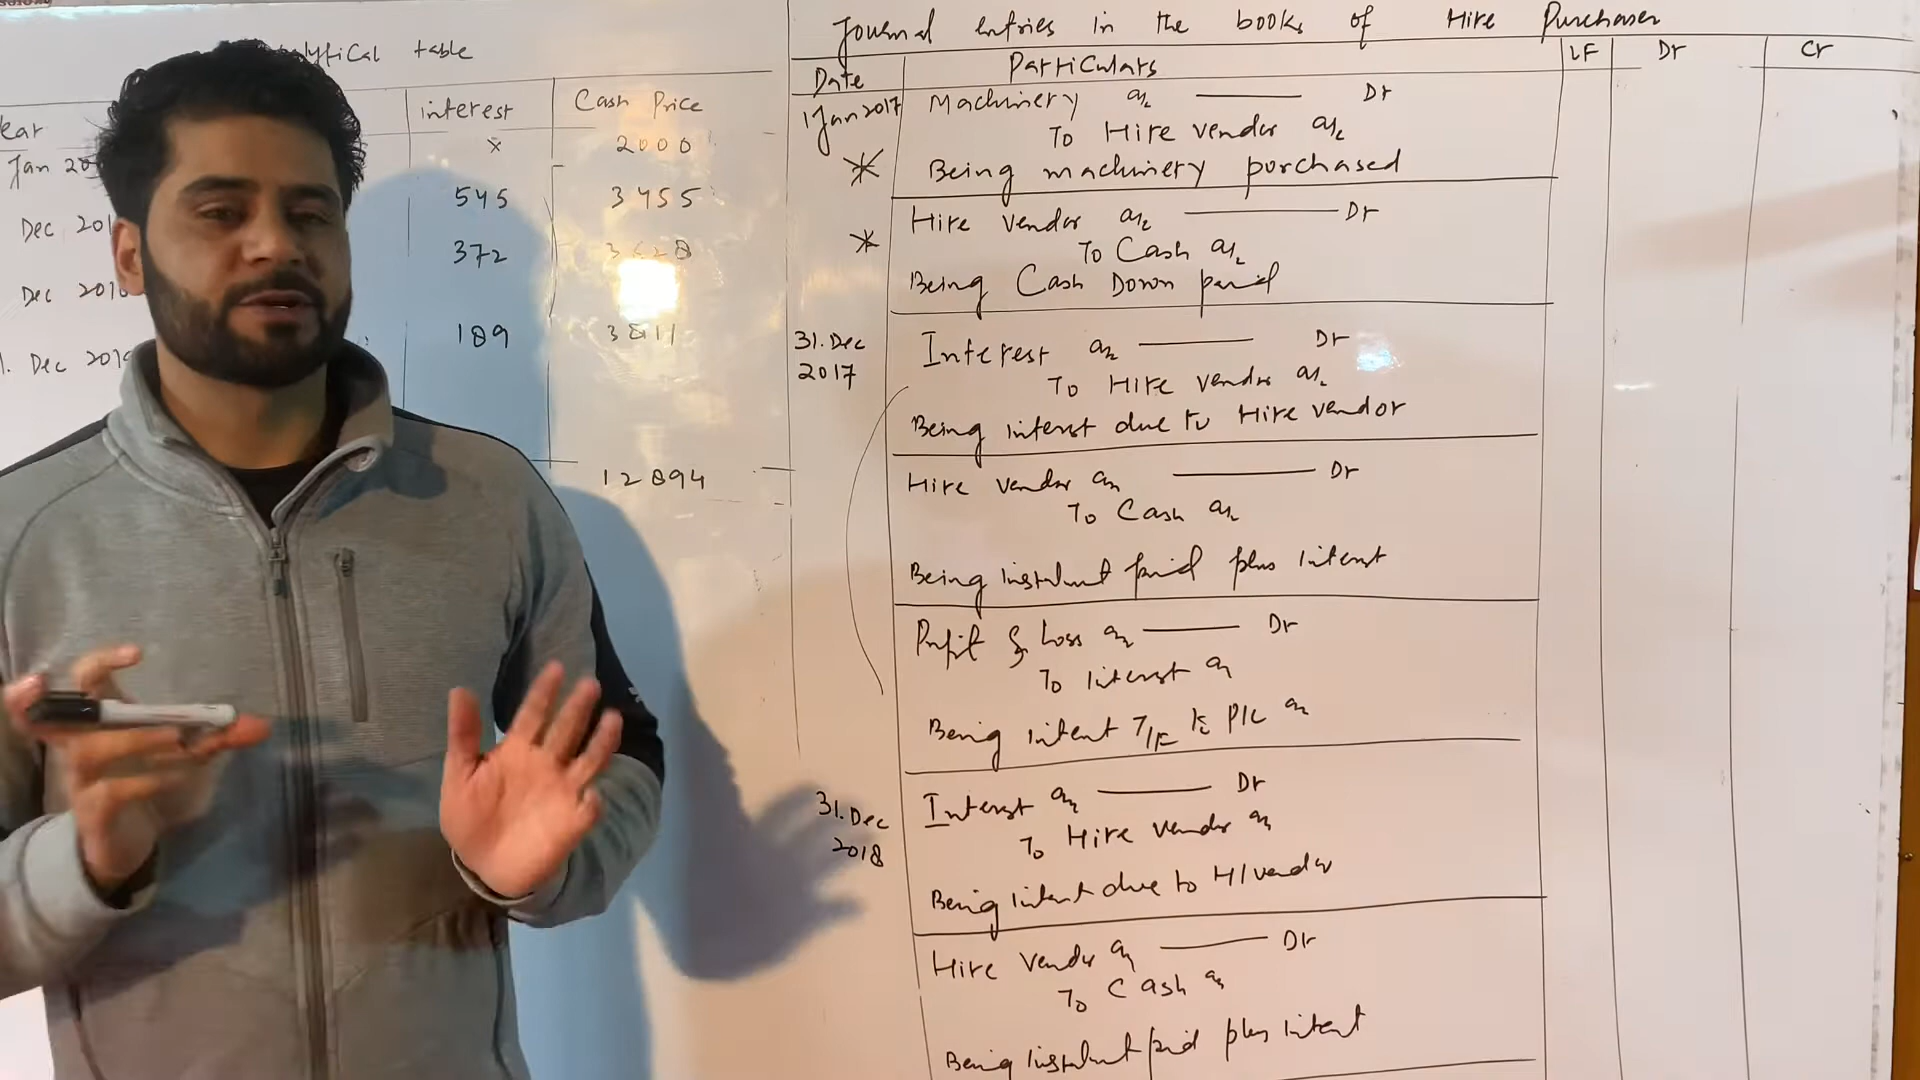 table
ear
interest
Cash Price
Jan
×
2000
545
3455
Dec 201
372
3628
Dec 2018
189
3811
1. Dec 2019
12894
Journal entries in the books of Hire Purchaser
Date
Particulars
LF
Dr
Cr
1 Jan 2017
Machinery a/c Dr
To Hire vendor a/c
Being machinery purchased
Hire vendor a/c Dr
To Cash a/c
Being Cash Down paid
31. Dec
2017
Interest a/c Dr
To Hire vendor a/c
Being interst due to Hire vendor
Hire vendor a/c Dr
To Cash a/c
Being instalment paid plus interest
Profit & Loss a/c Dr
To interest a/c
Being interest T/F to P/L a/c
31. Dec
2018
Interest a/c Dr
To Hire vendor a/c
Being interest due to H/vendor
Hire vendor a/c Dr
To Cash a/c
Being instalment paid plus interest